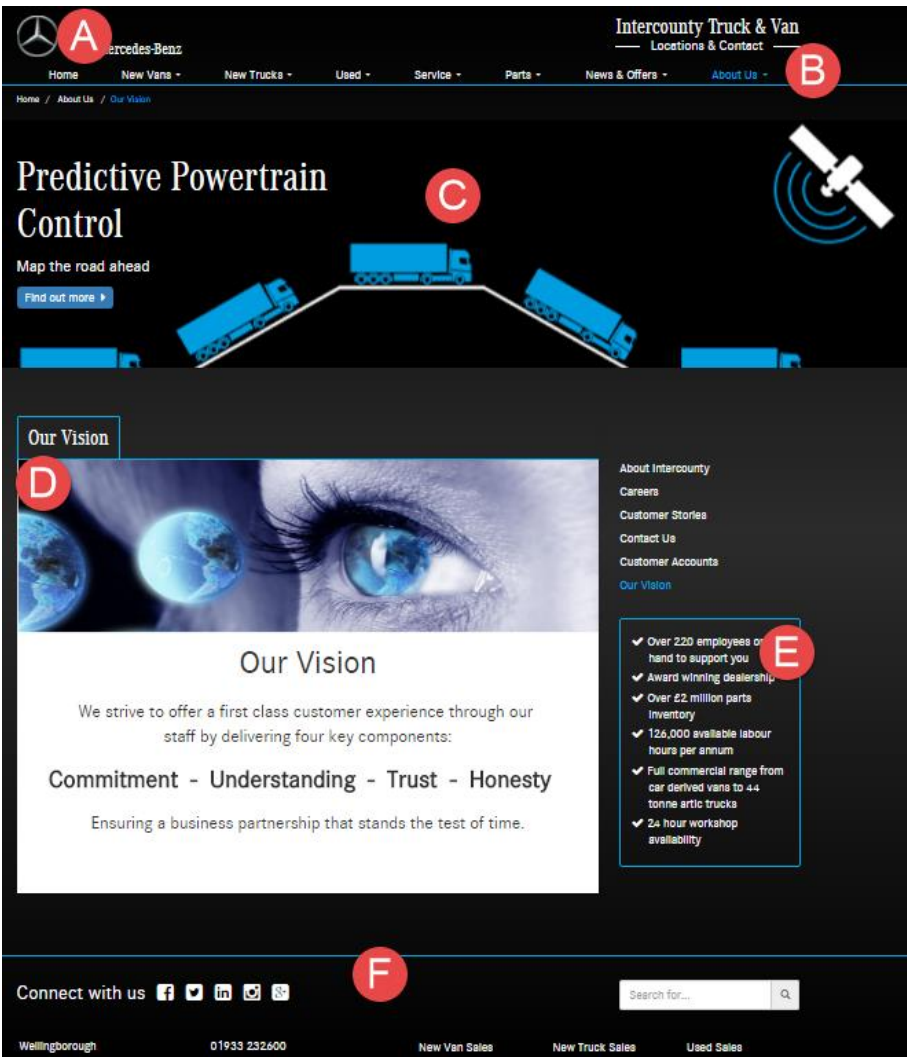 A
Mercedes-Benz
Intercounty Truck & Van
Locations & Contact
Home New Vans New Trucks Used Service Parts News & Offers About Us
B
Home / About Us / Our Vision
Predictive Powertrain
Control
C
Map the road ahead
Find out more
Our Vision
D
About Intercounty
Careers
Customer Stories
Contact Us
Customer Accounts
Our Vision
Our Vision
We strive to offer a first class customer experience through our
staff by delivering four key components:
Commitment - Understanding - Trust - Honesty
Ensuring a business partnership that stands the test of time.
E
Over 220 employees on
hand to support you
Award winning dealership
Over £2 million parts
inventory
126,000 available labour
hours per annum
Full commercial range from
car derived vans to 44
tonne artic trucks
24 hour workshop
availability
F
Connect with us
Search for...
Wellingborough 01933 232600 New Van Sales New Truck Sales Used Sales